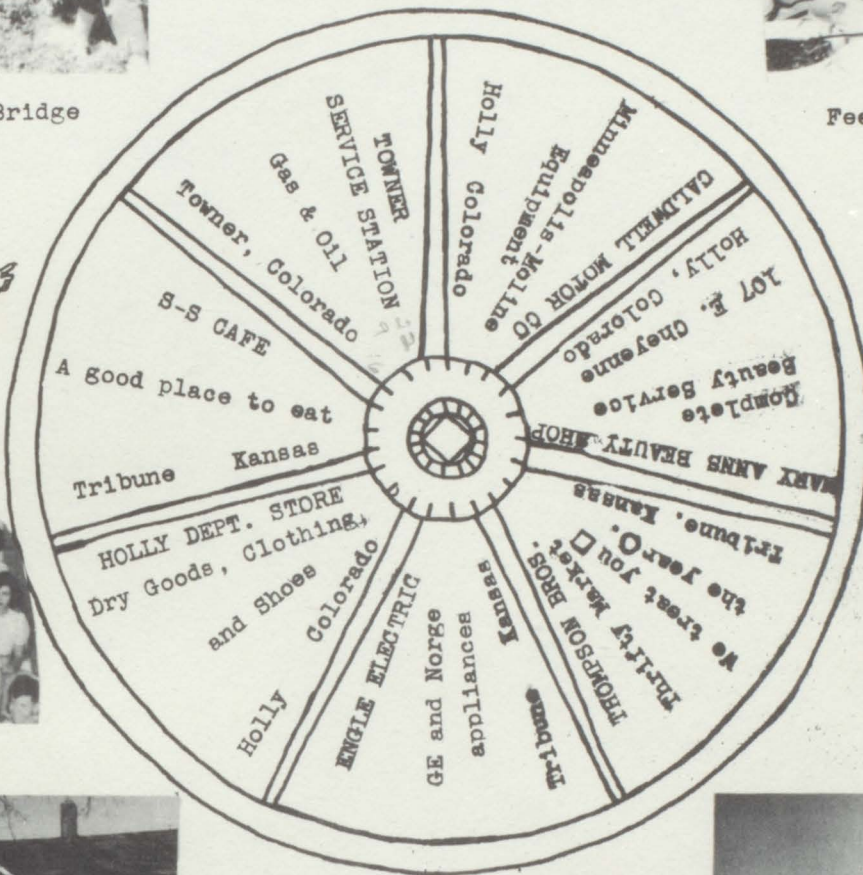 Bridge
TOWNER
SERVICE STATION
Gas & Oil
Towner, Colorado
CALDWELL MOTOR CO
Minneapolis-Moline
Equipment
Holly Colorado
MARY ANNS BEAUTY SHOP
Complete
Beauty Service
107 E. Cheyenne
Holly, Colorado
THOMPSON BROS.
Thrifty Market
We treat you □
the year O.
Tribune, Kansas
ENGLE ELECTRIC
GE and Norge
appliances
Tribune Kansas
HOLLY DEPT. STORE
Dry Goods, Clothing,
and Shoes
Holly Colorado
S-S CAFE
A good place to eat
Tribune Kansas